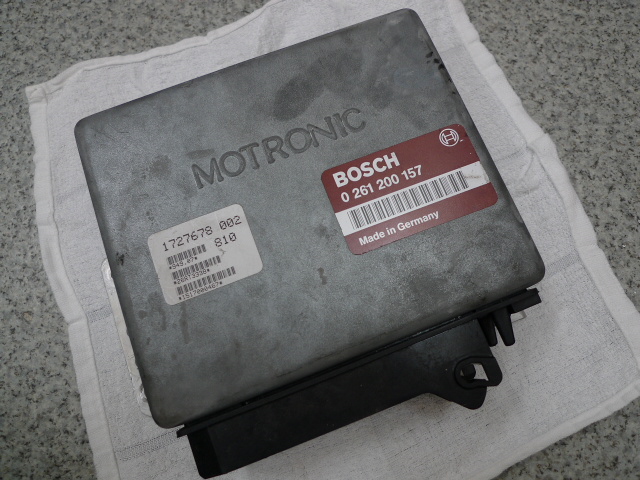 MOTRONIC
BOSCH
0 261 200 157
Made in Germany
1727678 002
810